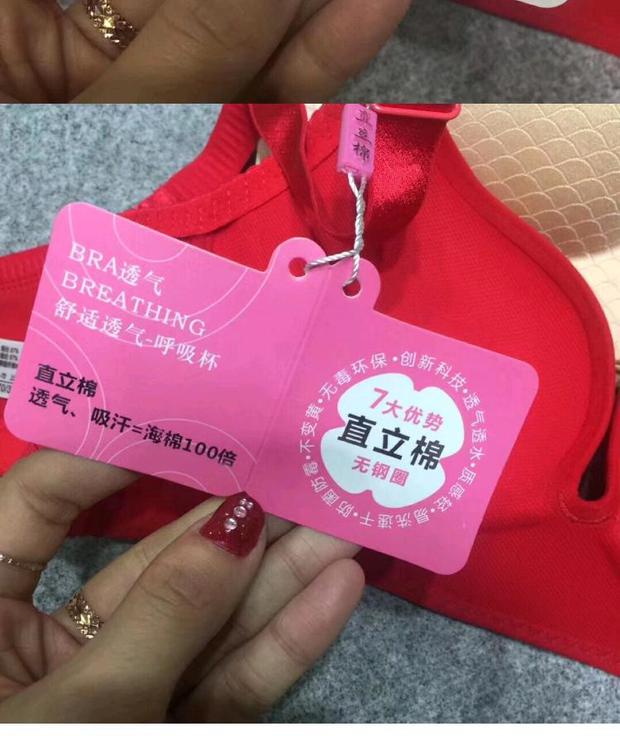 直立棉
BRA透气
BREATHING
舒适透气-呼吸杯
直立棉
透气、吸汗=海棉100倍
7大优势
直立棉
无钢圈
不变黄·无毒环保·创新科技·透气透水·质感轻·易洗速干·防菌防霉·